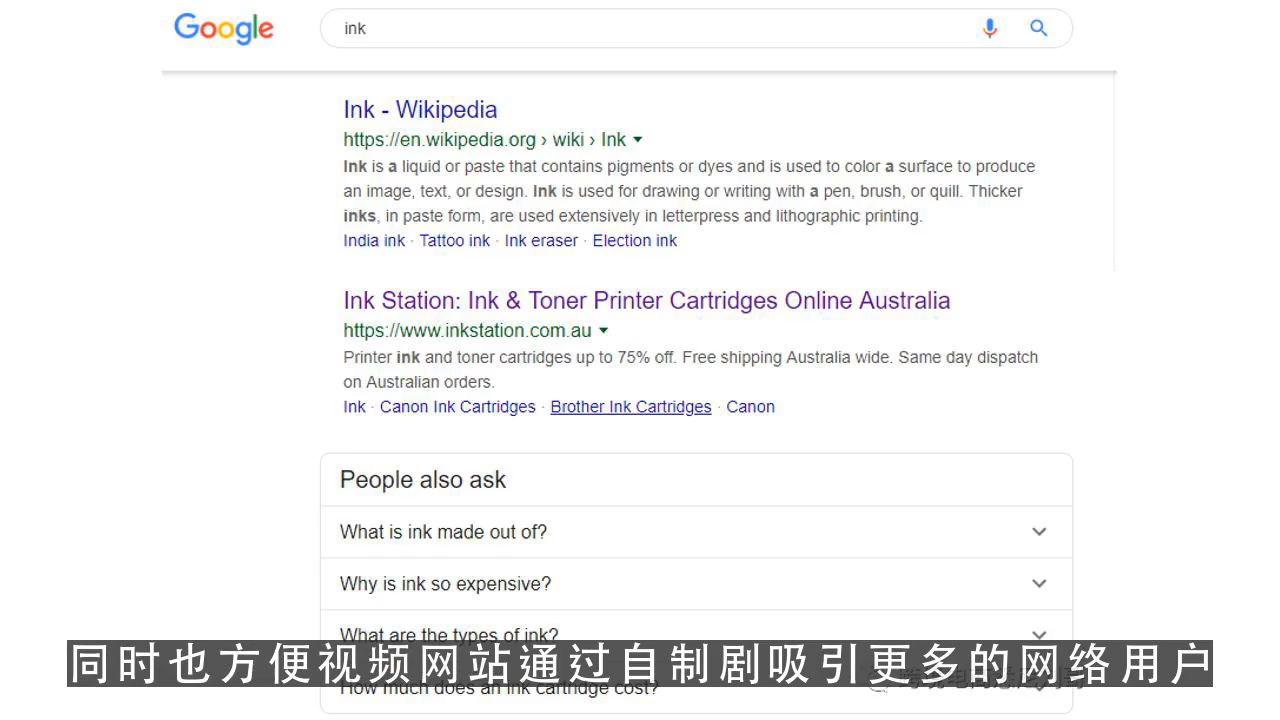 Google
ink
Ink - Wikipedia
https://en.wikipedia.org › wiki › Ink
Ink is a liquid or paste that contains pigments or dyes and is used to color a surface to produce
an image, text, or design. Ink is used for drawing or writing with a pen, brush, or quill. Thicker
inks, in paste form, are used extensively in letterpress and lithographic printing.
India ink · Tattoo ink · Ink eraser · Election ink
Ink Station: Ink & Toner Printer Cartridges Online Australia
https://www.inkstation.com.au
Printer ink and toner cartridges up to 75% off. Free shipping Australia wide. Same day dispatch
on Australian orders.
Ink · Canon Ink Cartridges · Brother Ink Cartridges · Canon
People also ask
What is ink made out of?
Why is ink so expensive?
What are the types of ink?
同时也方便视频网站通过自制剧吸引更多的网络用户
How much does an ink cartridge cost?